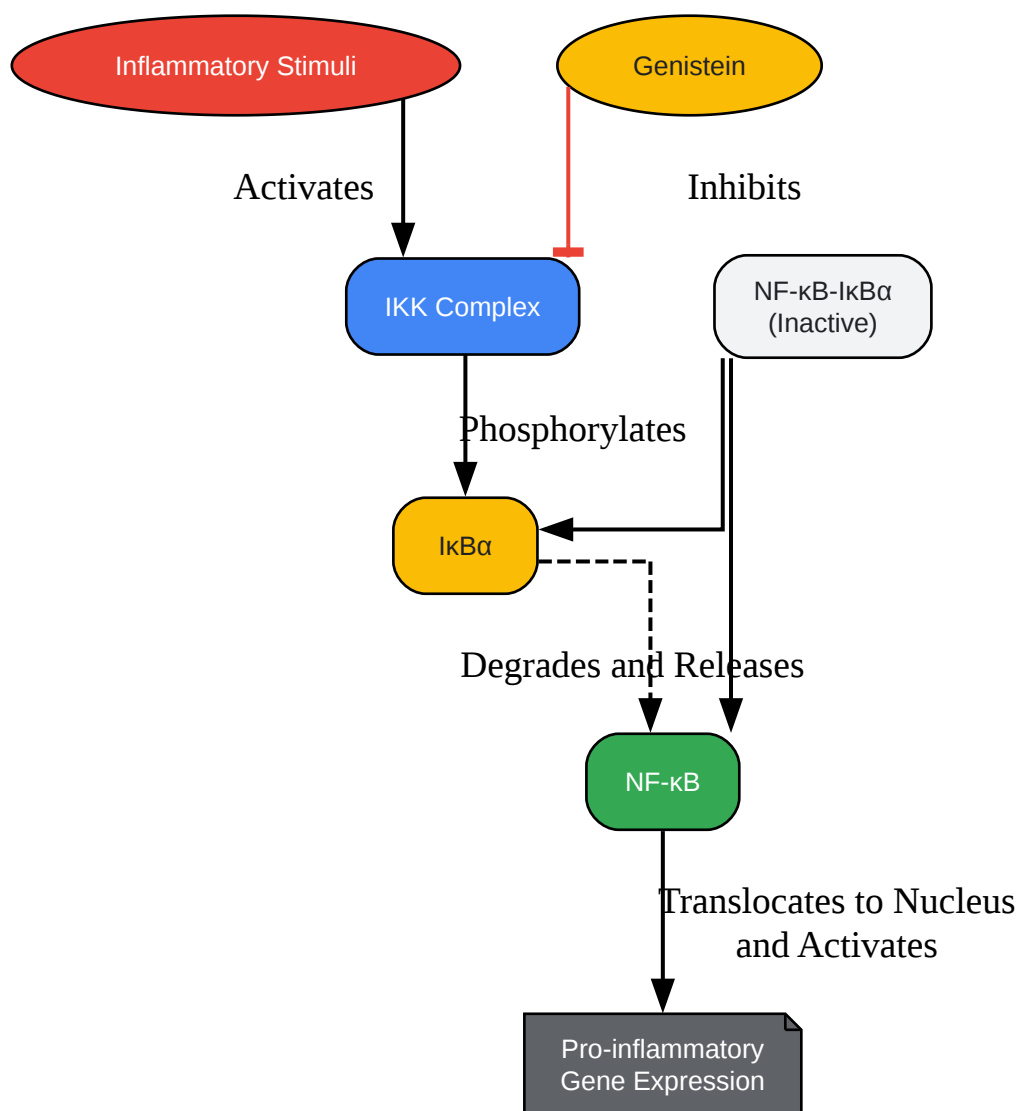 Inflammatory Stimuli
Genistein
Activates
Inhibits
IKK Complex
NF-κB-IκBα
(Inactive)
Phosphorylates
IκBα
Degrades and Releases
NF-κB
Translocates to Nucleus
and Activates
Pro-inflammatory
Gene Expression